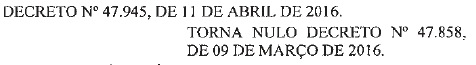 DECRETO Nº 47.945, DE 11 DE ABRIL DE 2016.
TORNA NULO DECRETO Nº 47.858,
DE 09 DE MARÇO DE 2016.